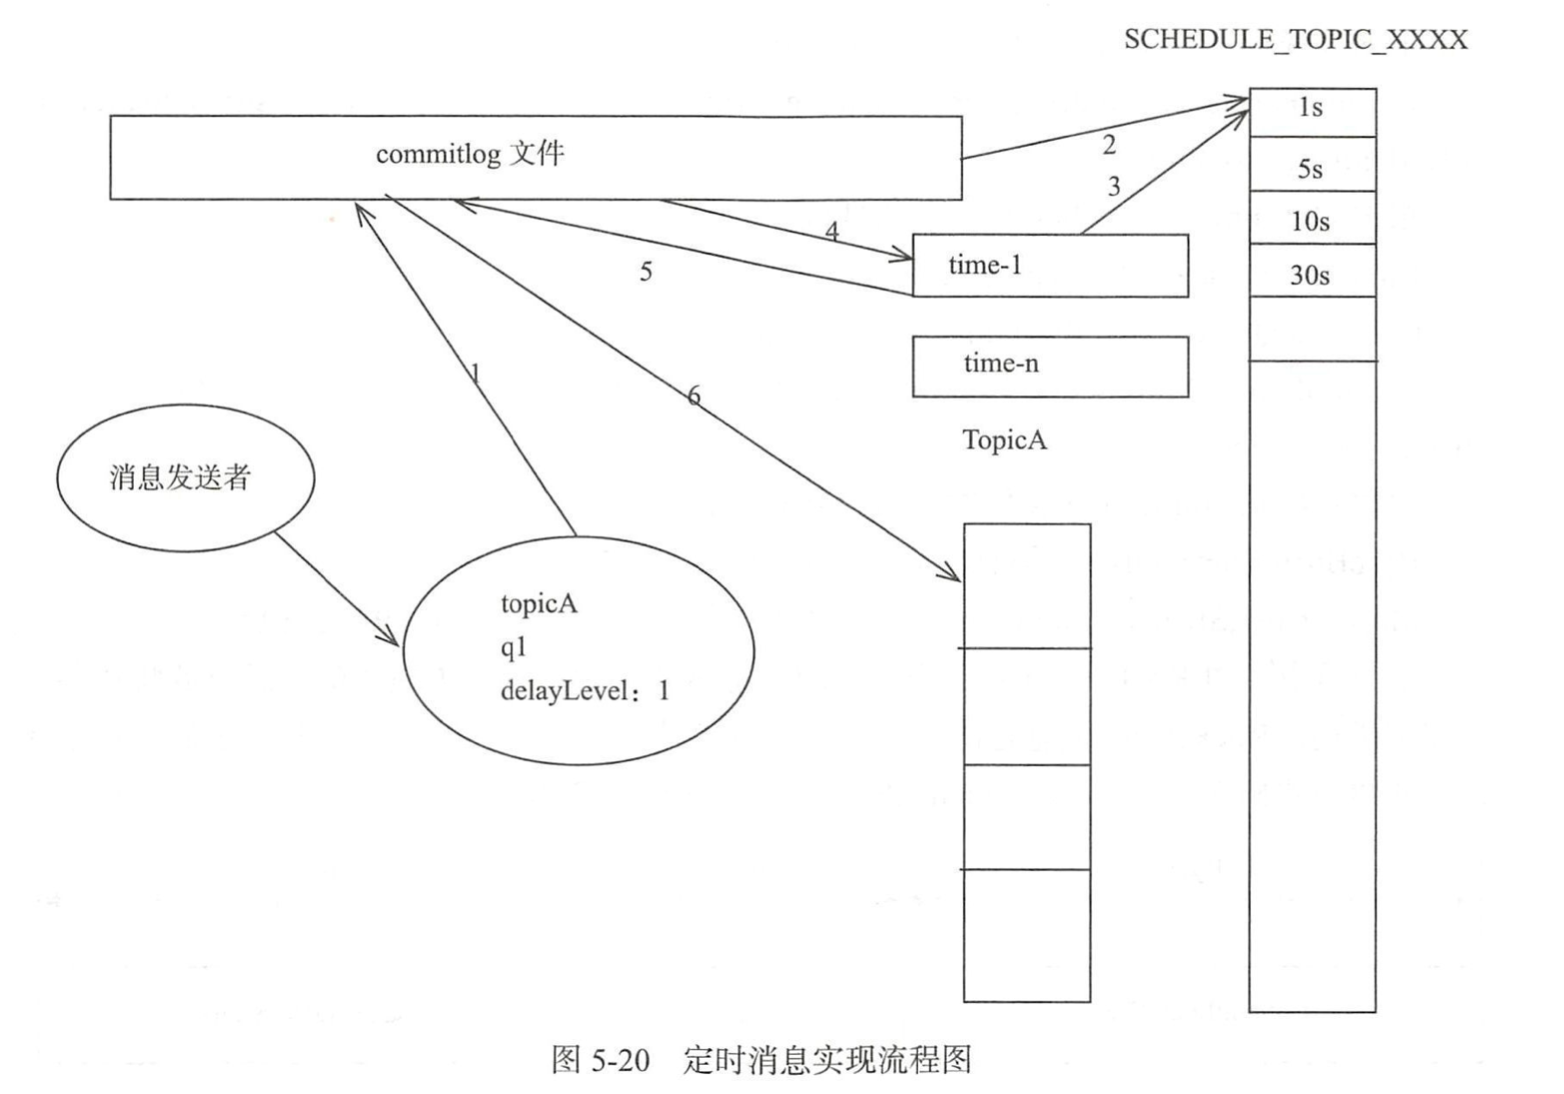 SCHEDULE_TOPIC_XXXX
commitlog 文件
1s
2
5s
3
10s
4
time-1
5
30s
time-n
1
6
TopicA
消息发送者
topicA
q1
delayLevel：1
图 5-20 定时消息实现流程图